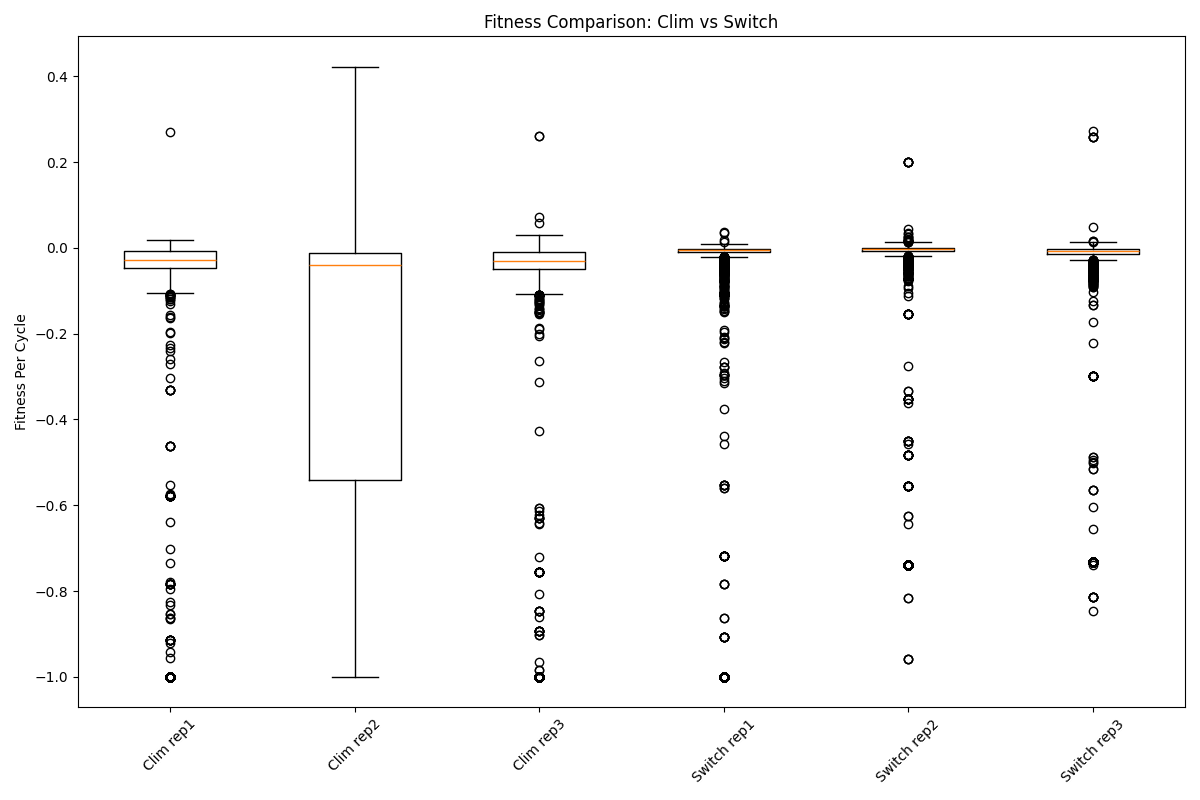 Fitness Comparison: Clim vs Switch
Fitness Per Cycle
0.4
0.2
0.0
−0.2
−0.4
−0.6
−0.8
−1.0
Clim rep1
Clim rep2
Clim rep3
Switch rep1
Switch rep2
Switch rep3